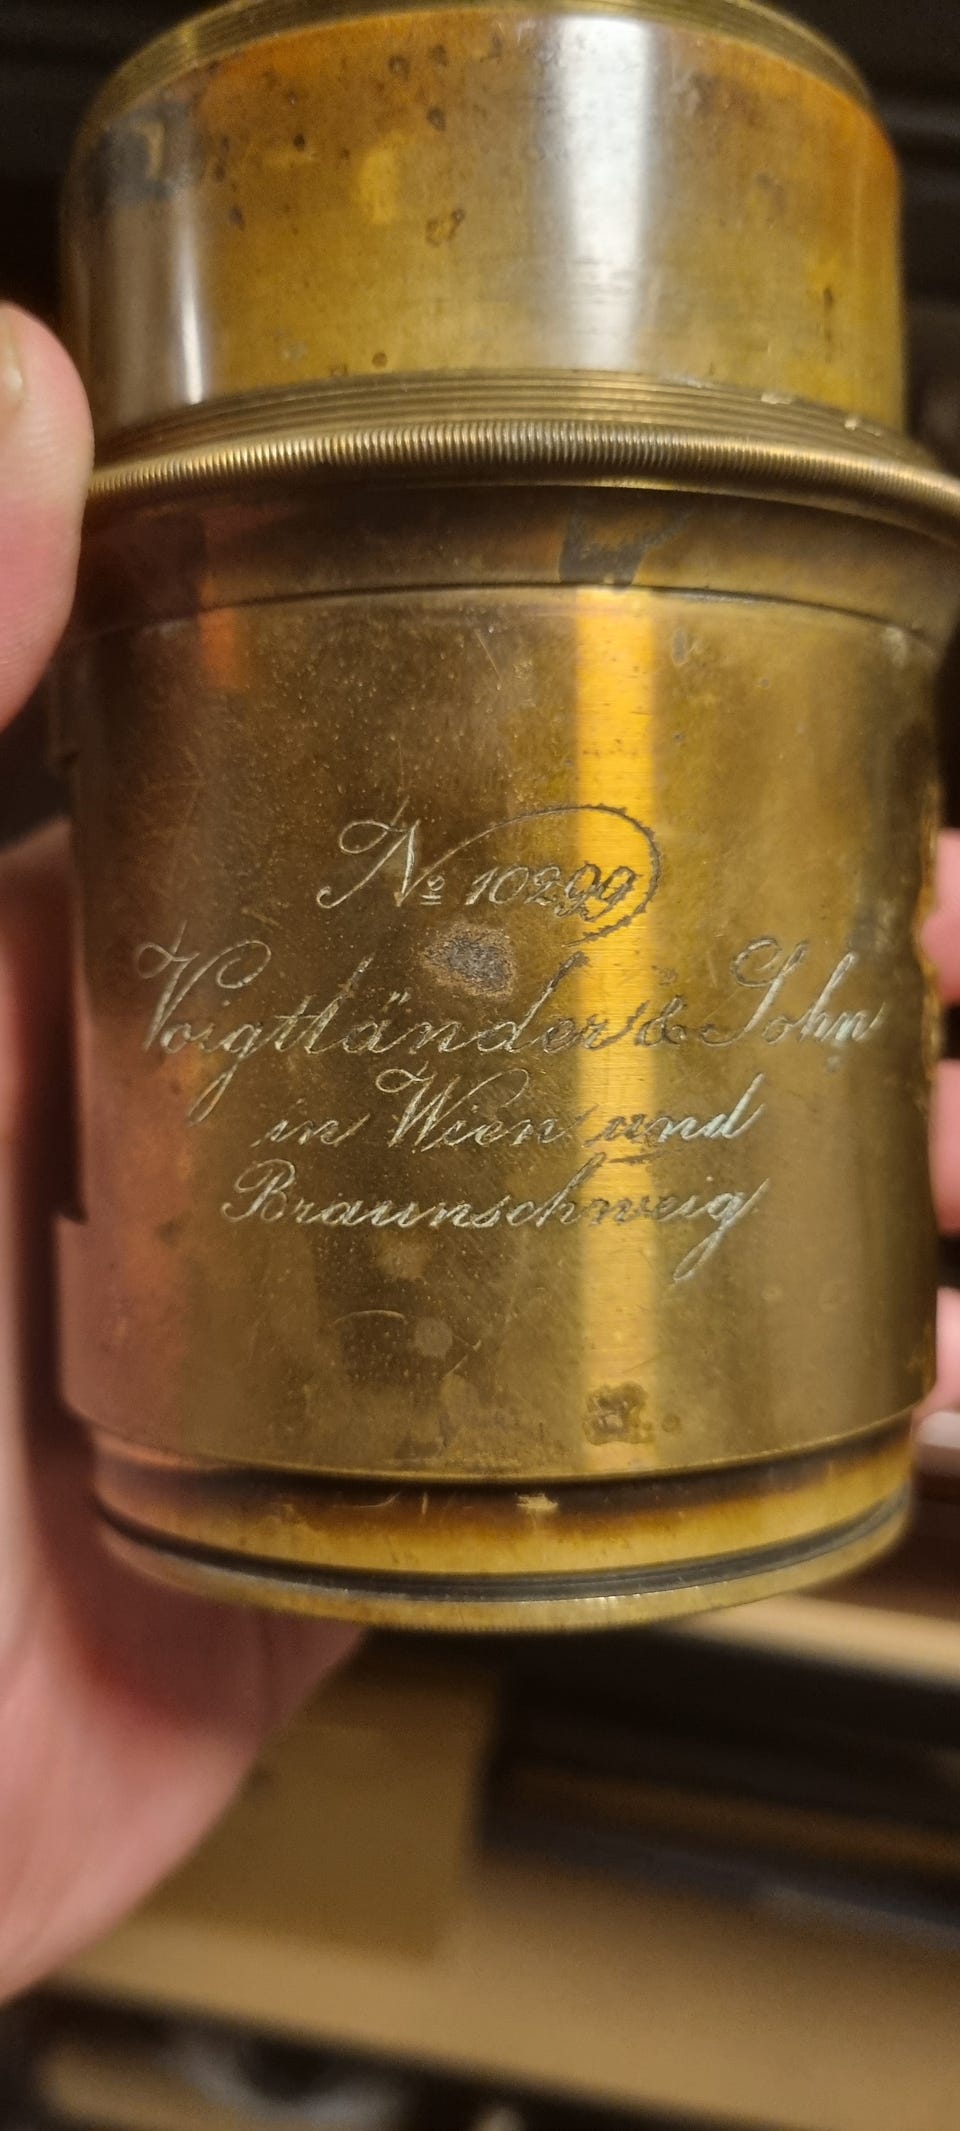 № 10299
Voigtländer & Sohn
in Wien und
Braunschweig